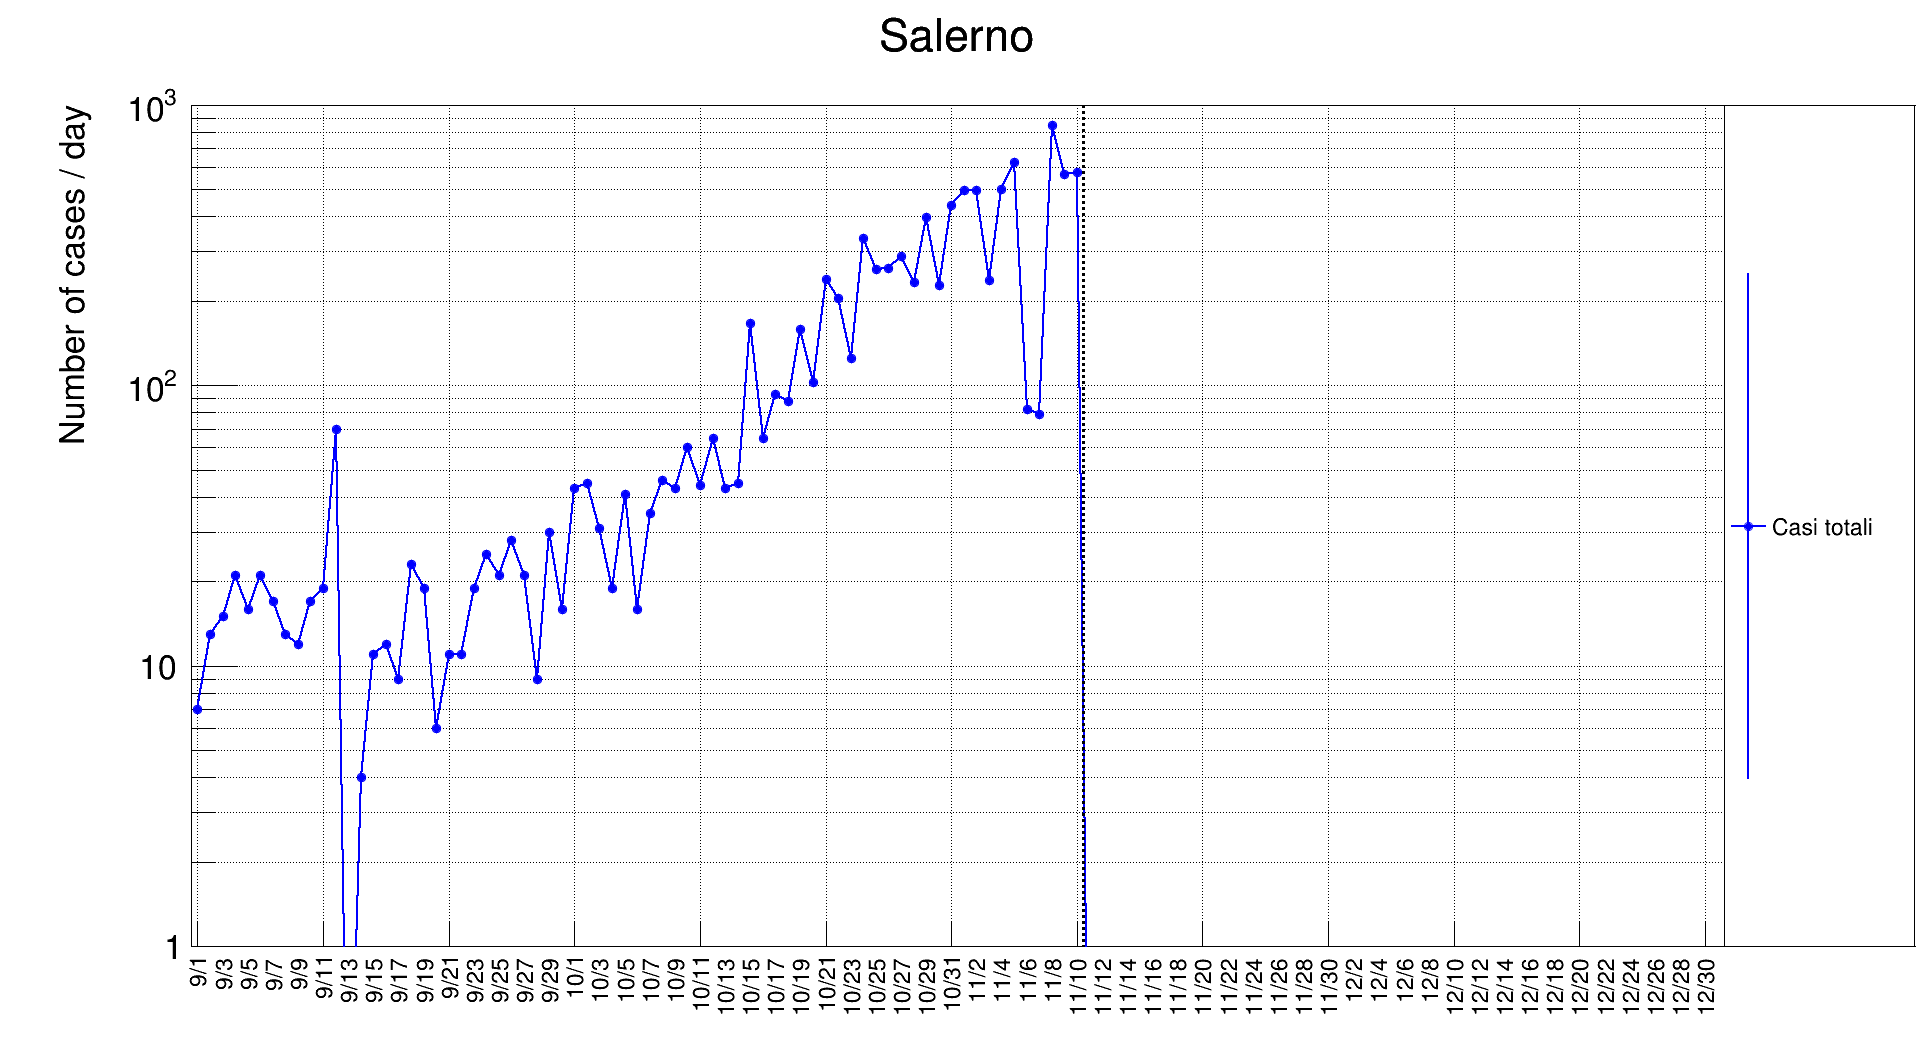 Salerno
Number of cases / day
10³
10²
10
1
9/1 9/3 9/5 9/7 9/9 9/11 9/13 9/15 9/17 9/19 9/21 9/23 9/25 9/27 9/29 10/1 10/3 10/5 10/7 10/9 10/11 10/13 10/15 10/17 10/19 10/21 10/23 10/25 10/27 10/29 10/31 11/2 11/4 11/6 11/8 11/10 11/12 11/14 11/16 11/18 11/20 11/22 11/24 11/26 11/28 11/30 12/2 12/4 12/6 12/8 12/10 12/12 12/14 12/16 12/18 12/20 12/22 12/24 12/26 12/28 12/30
Casi totali